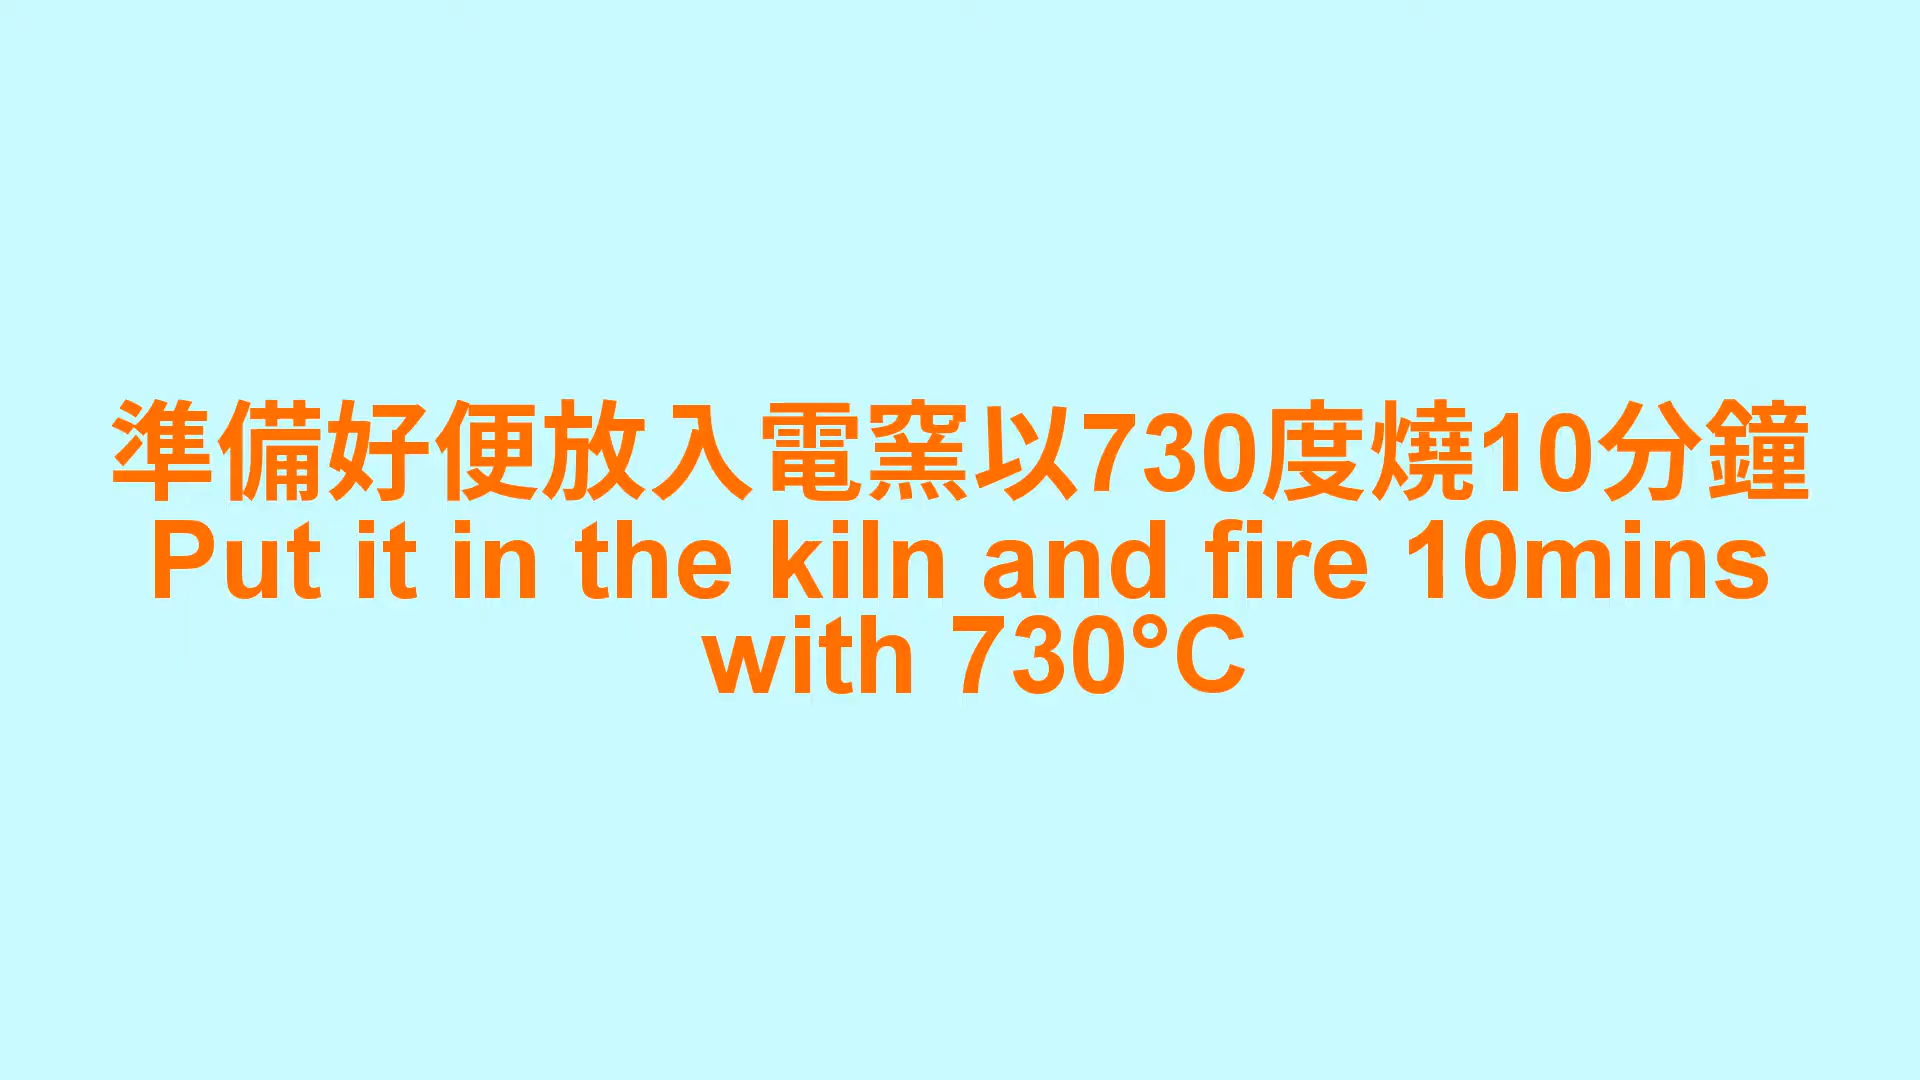 準備好便放入電窯以730度燒10分鐘
Put it in the kiln and fire 10mins
with 730°C